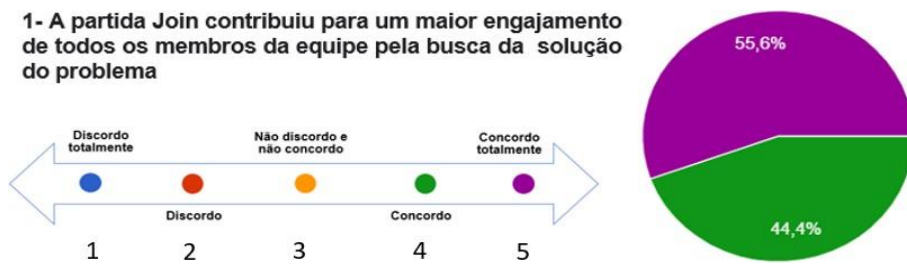 1- A partida Join contribuiu para um maior engajamento
de todos os membros da equipe pela busca da solução
do problema
55,6%
44,4%
Discordo
totalmente
Não discordo e
não concordo
Concordo
totalmente
Discordo
Concordo
1 2 3 4 5